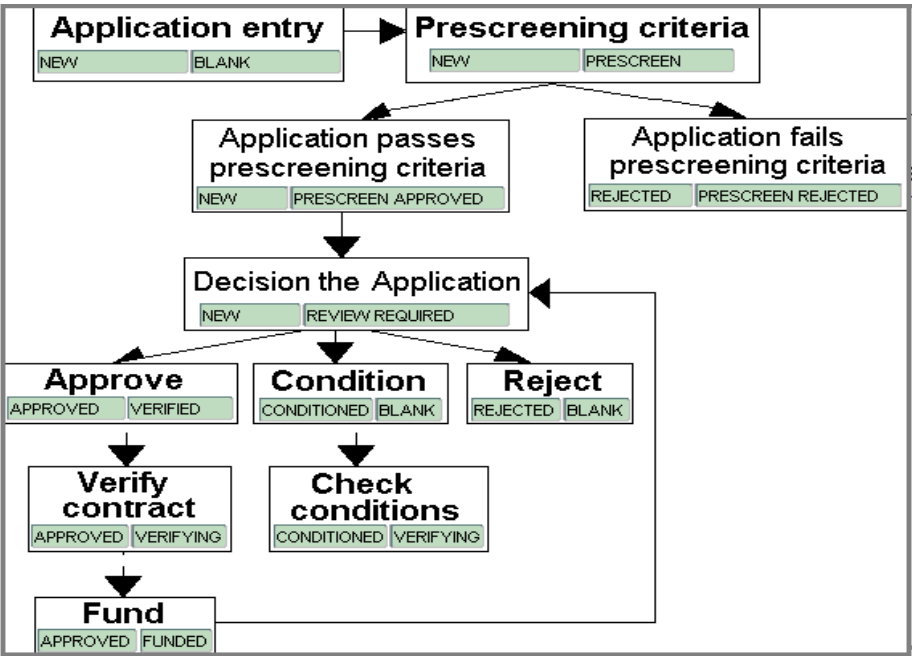 Application entry
NEW BLANK
Prescreening criteria
NEW PRESCREEN
Application passes
prescreening criteria
NEW PRESCREEN APPROVED
Application fails
prescreening criteria
REJECTED PRESCREEN REJECTED
Decision the Application
NEW REVIEW REQUIRED
Approve
APPROVED VERIFIED
Condition
CONDITIONED BLANK
Reject
REJECTED BLANK
Verify
contract
APPROVED VERIFYING
Check
conditions
CONDITIONED VERIFYING
Fund
APPROVED FUNDED